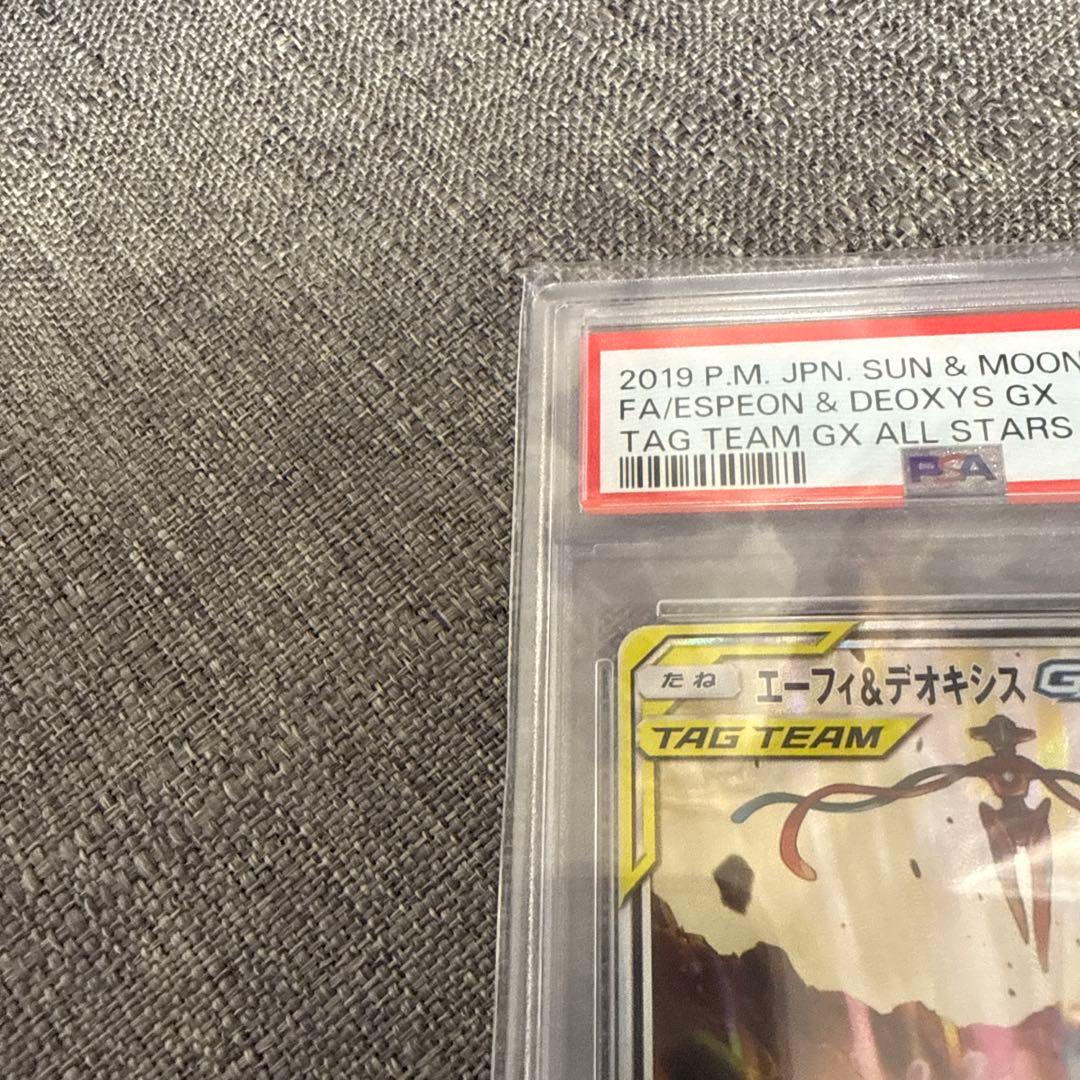 2019 P.M. JPN. SUN & MOON
FA/ESPEON & DEOXYS GX
TAG TEAM GX ALL STARS
PSA
たね エーフィ&デオキシス G
TAG TEAM